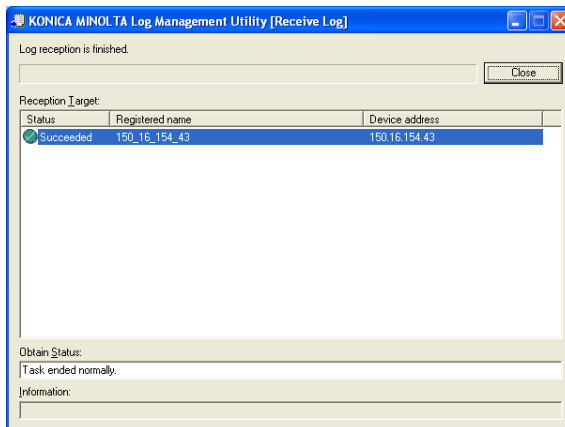 KONICA MINOLTA Log Management Utility [Receive Log]
Log reception is finished.
Close
Reception Target:
Status Registered name Device address
Succeeded 150_16_154_43 150.16.154.43
Obtain Status:
Task ended normally.
Information: